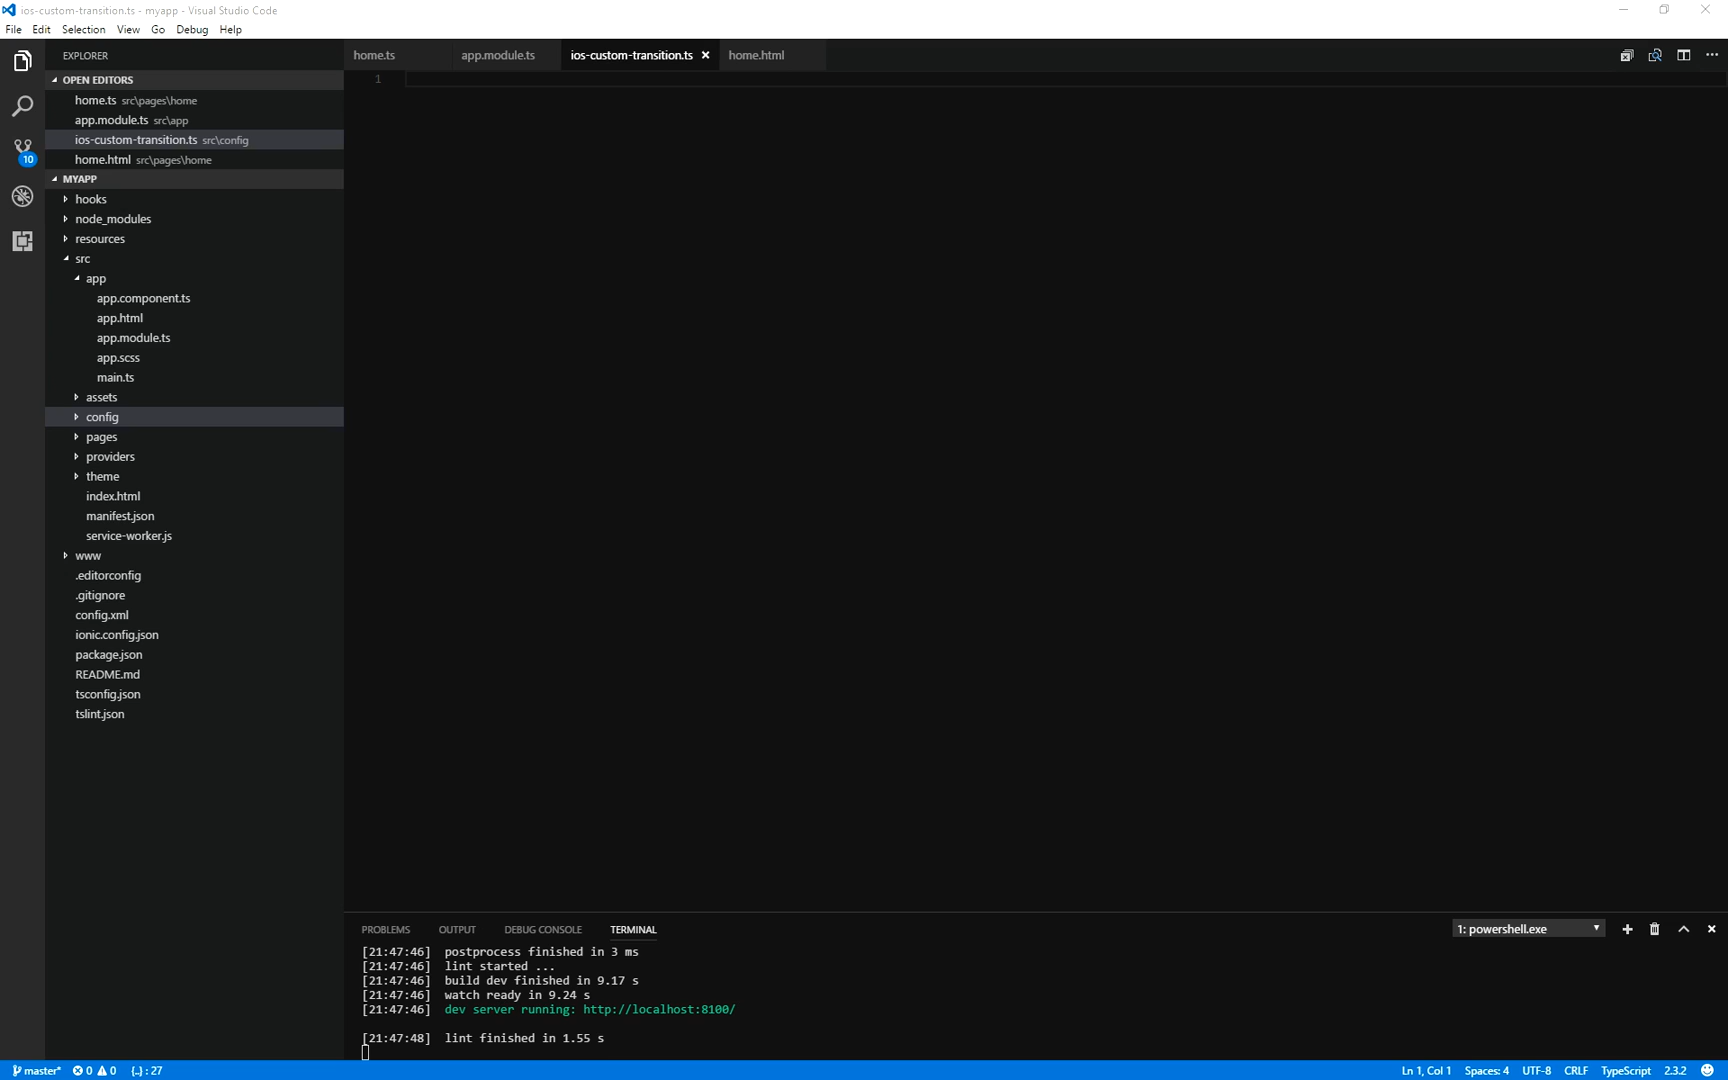 ios-custom-transition.ts - myapp - Visual Studio Code
File Edit Selection View Go Debug Help
EXPLORER
OPEN EDITORS
home.ts src\pages\home
app.module.ts src\app
ios-custom-transition.ts src\config
home.html src\pages\home
10
MYAPP
hooks
node_modules
resources
src
app
app.component.ts
app.html
app.module.ts
app.scss
main.ts
assets
config
pages
providers
theme
index.html
manifest.json
service-worker.js
www
.editorconfig
.gitignore
config.xml
ionic.config.json
package.json
README.md
tsconfig.json
tslint.json
home.ts app.module.ts ios-custom-transition.ts home.html
1
PROBLEMS OUTPUT DEBUG CONSOLE TERMINAL 1: powershell.exe
[21:47:46] postprocess finished in 3 ms
[21:47:46] lint started ...
[21:47:46] build dev finished in 9.17 s
[21:47:46] watch ready in 9.24 s
[21:47:46] dev server running: http://localhost:8100/
[21:47:48] lint finished in 1.55 s
master* 0 0 {..} : 27 Ln 1, Col 1 Spaces: 4 UTF-8 CRLF TypeScript 2.3.2